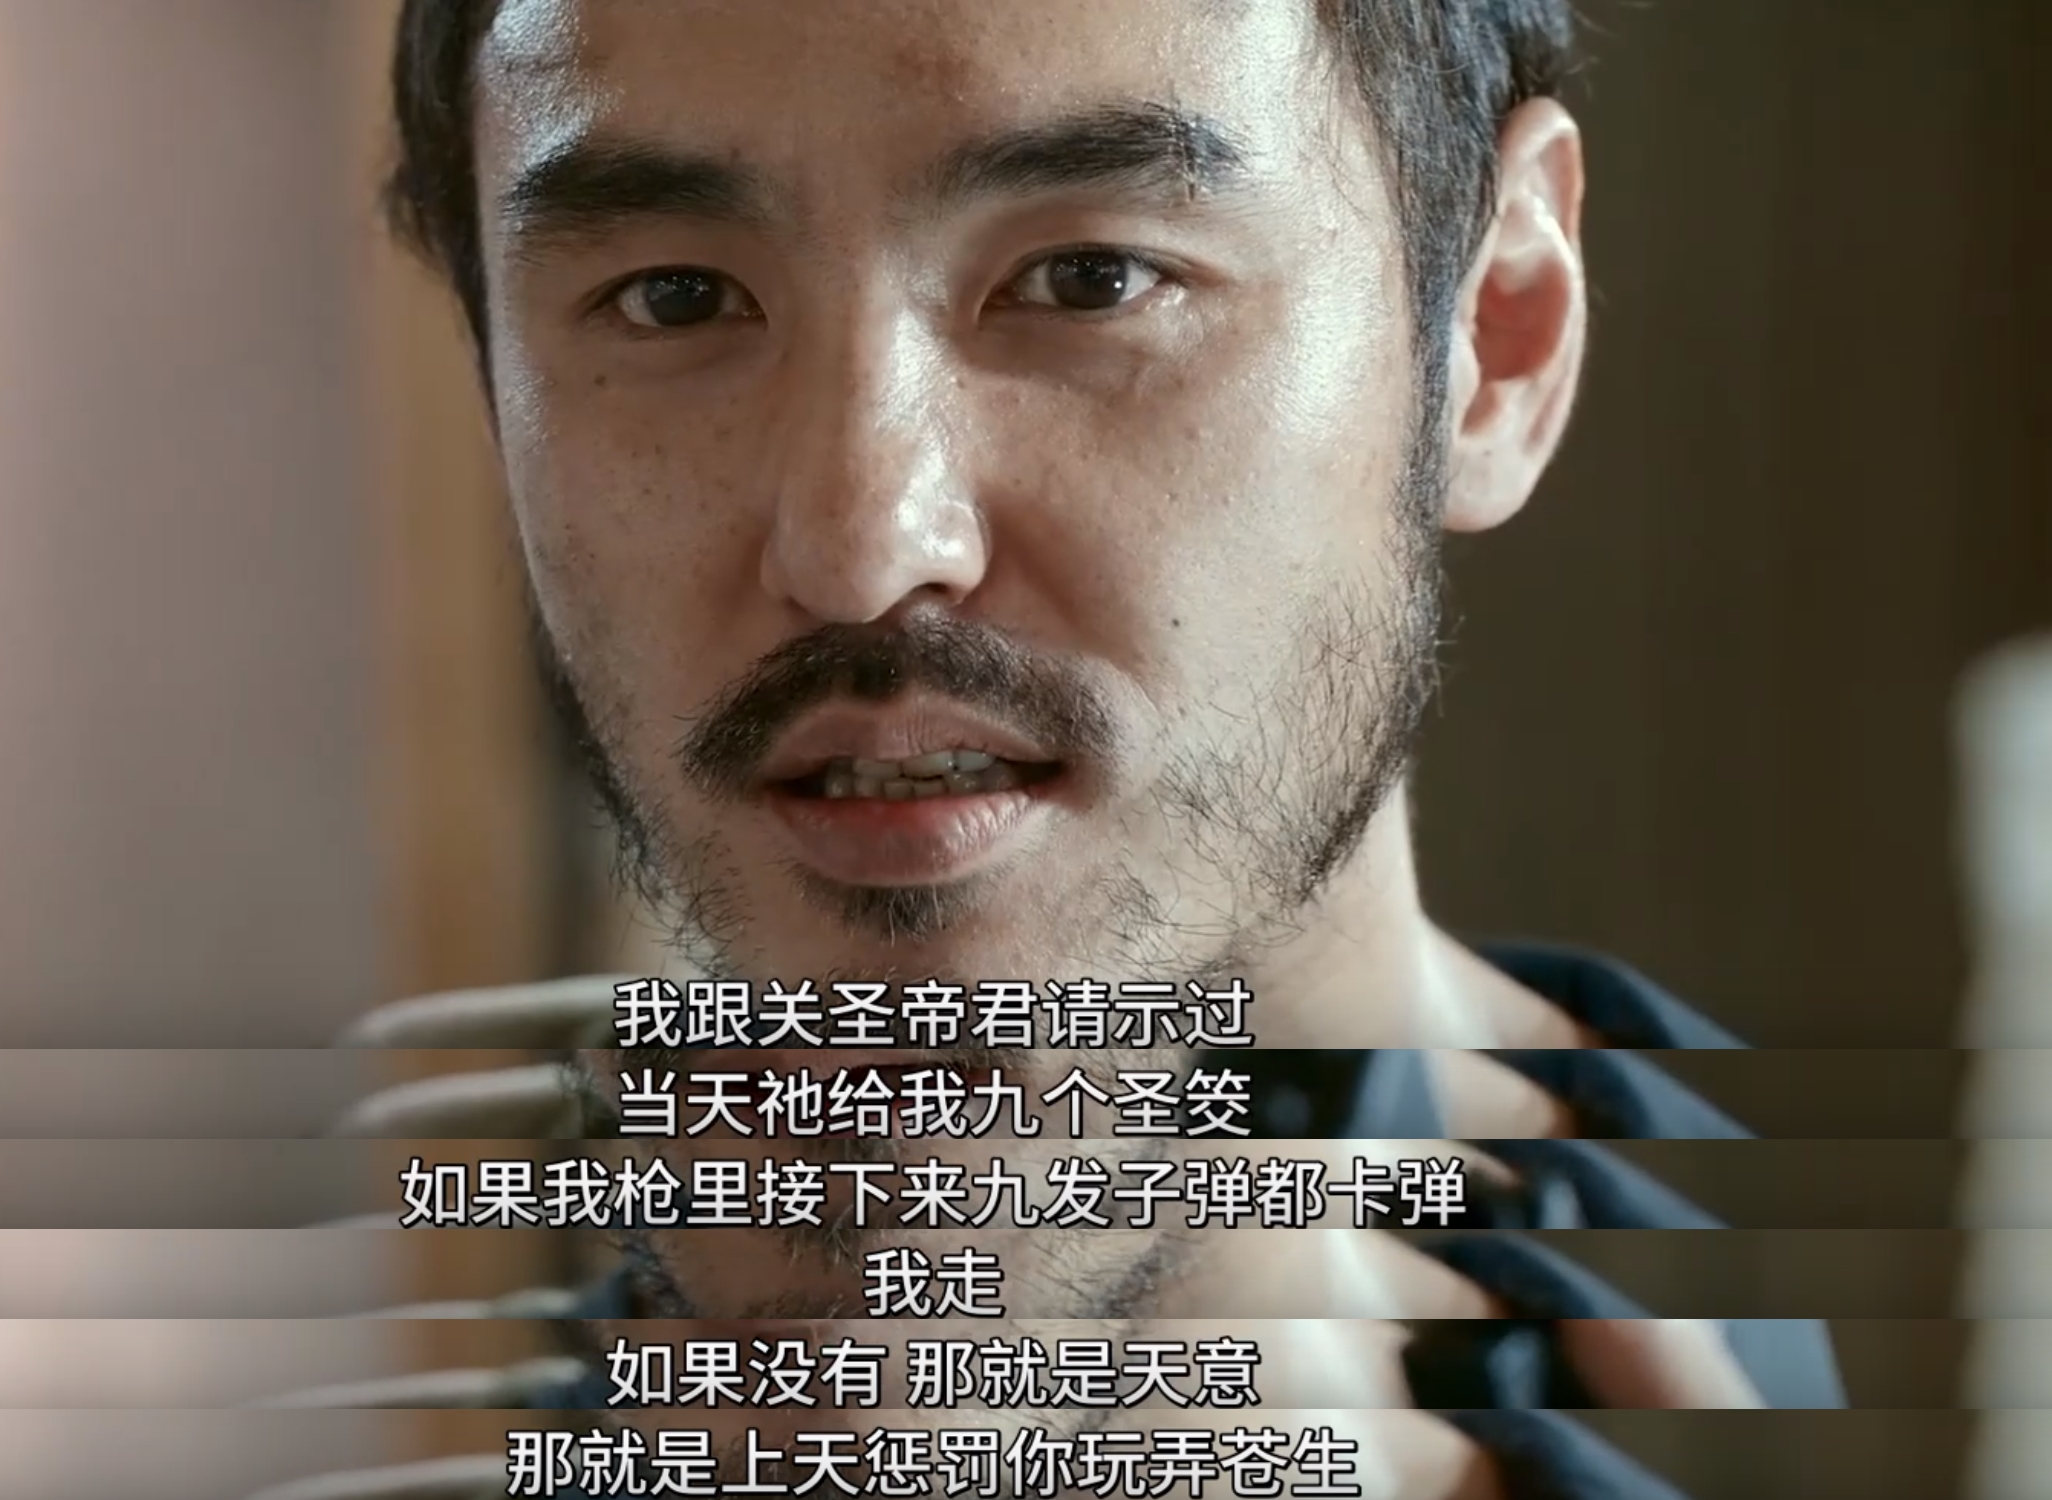 我跟关圣帝君请示过
当天祂给我九个圣筊
如果我枪里接下来九发子弹都卡弹
我走
如果没有 那就是天意
那就是上天惩罚你玩弄苍生